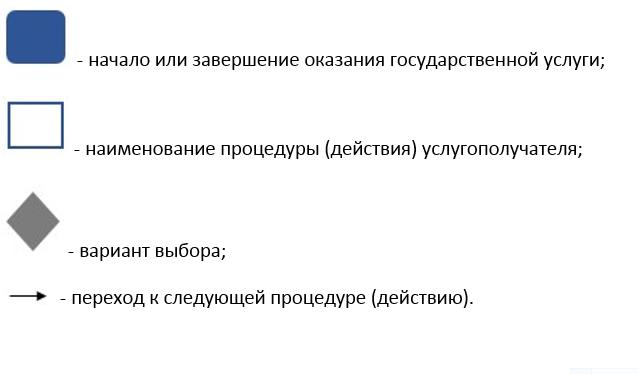 - начало или завершение оказания государственной услуги;
- наименование процедуры (действия) услугополучателя;
- вариант выбора;
- переход к следующей процедуре (действию).